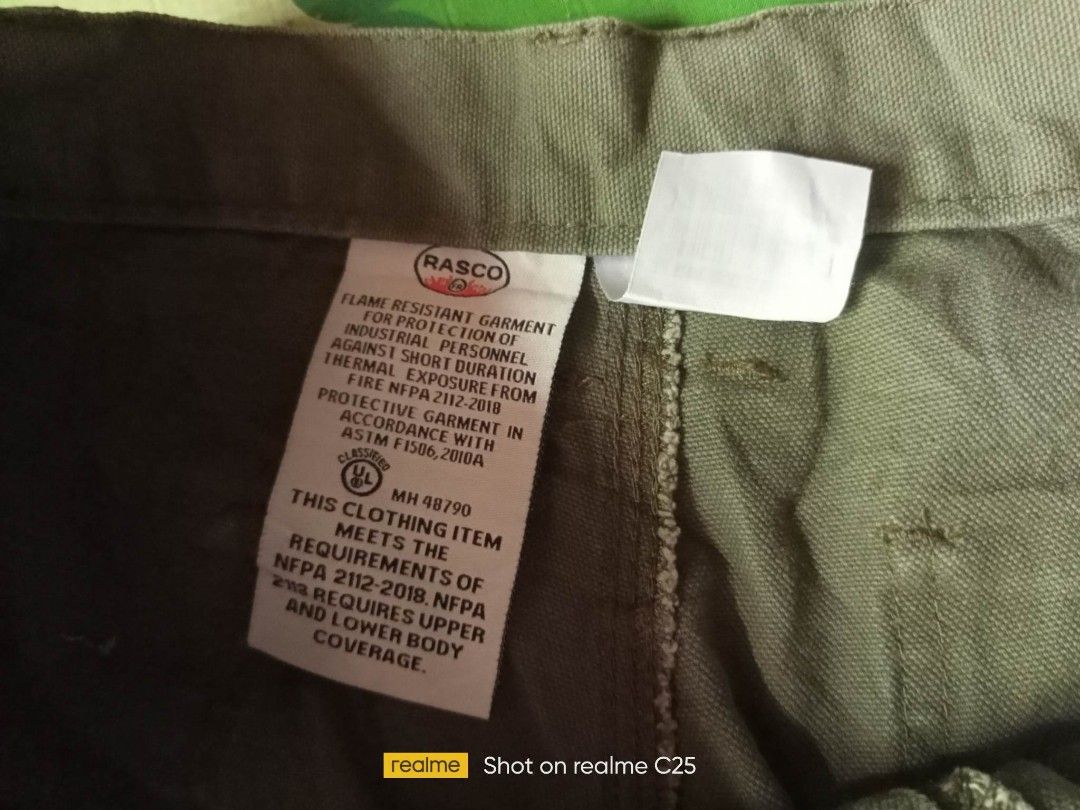 RASCO
FR
FLAME RESISTANT GARMENT
FOR PROTECTION OF
INDUSTRIAL PERSONNEL
AGAINST SHORT DURATION
THERMAL EXPOSURE FROM
FIRE NFPA 2112-2018
PROTECTIVE GARMENT IN
ACCORDANCE WITH
ASTM F1506, 2010A
CLASSIFIED
UL
MH 48790
THIS CLOTHING ITEM
MEETS THE
REQUIREMENTS OF
NFPA 2112-2018. NFPA
2113 REQUIRES UPPER
AND LOWER BODY
COVERAGE.
realme Shot on realme C25